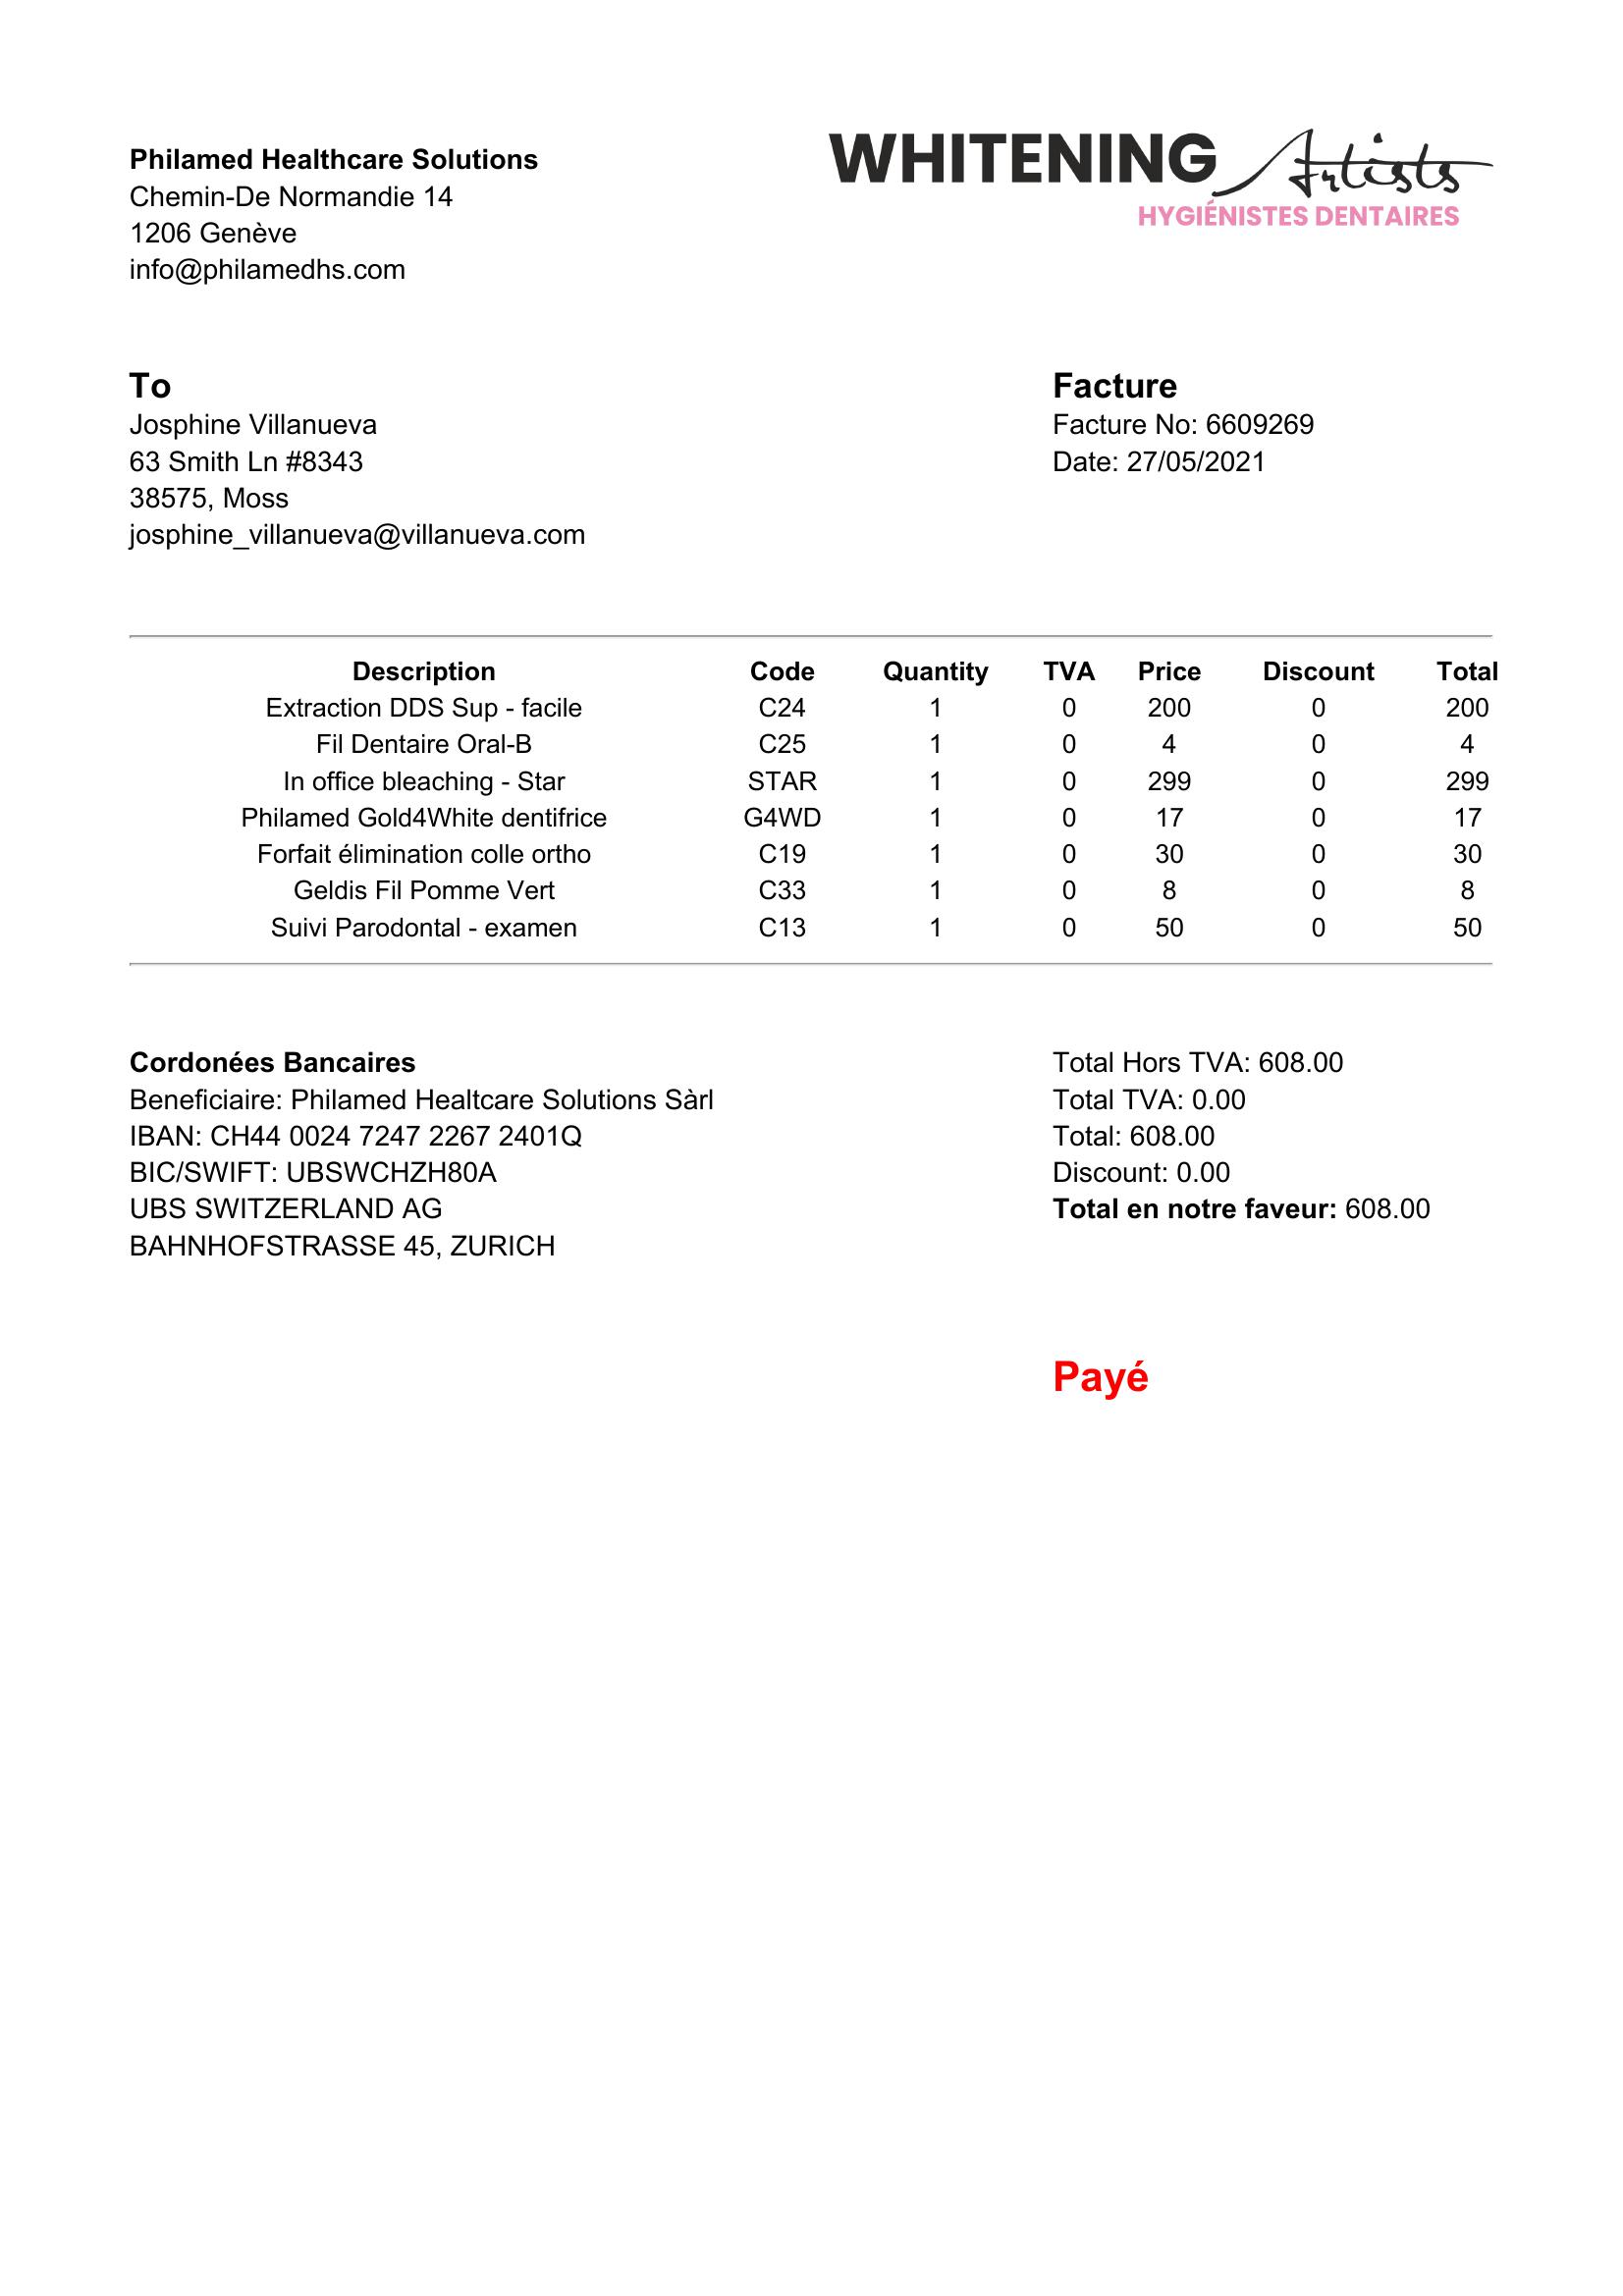 Philamed Healthcare Solutions
Chemin-De Normandie 14
1206 Genève
info@philamedhs.com
WHITENING Artists
HYGIÉNISTES DENTAIRES
To
Josphine Villanueva
63 Smith Ln #8343
38575, Moss
josphine_villanueva@villanueva.com
Facture
Facture No: 6609269
Date: 27/05/2021
Description Code Quantity TVA Price Discount Total
Extraction DDS Sup - facile C24 1 0 200 0 200
Fil Dentaire Oral-B C25 1 0 4 0 4
In office bleaching - Star STAR 1 0 299 0 299
Philamed Gold4White dentifrice G4WD 1 0 17 0 17
Forfait élimination colle ortho C19 1 0 30 0 30
Geldis Fil Pomme Vert C33 1 0 8 0 8
Suivi Parodontal - examen C13 1 0 50 0 50
Cordonées Bancaires
Beneficiaire: Philamed Healtcare Solutions Sàrl
IBAN: CH44 0024 7247 2267 2401Q
BIC/SWIFT: UBSWCHZH80A
UBS SWITZERLAND AG
BAHNHOFSTRASSE 45, ZURICH
Total Hors TVA: 608.00
Total TVA: 0.00
Total: 608.00
Discount: 0.00
Total en notre faveur: 608.00
Payé